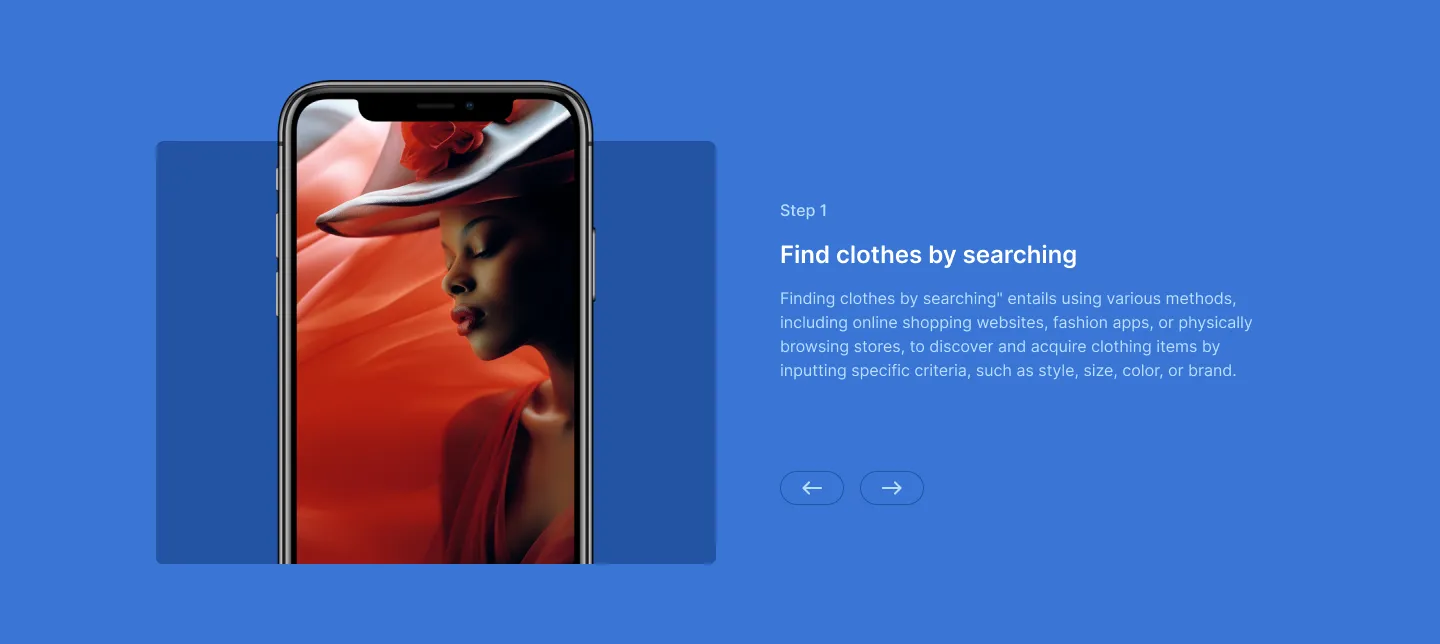 Step 1
Find clothes by searching
Finding clothes by searching" entails using various methods,
including online shopping websites, fashion apps, or physically
browsing stores, to discover and acquire clothing items by
inputting specific criteria, such as style, size, color, or brand.